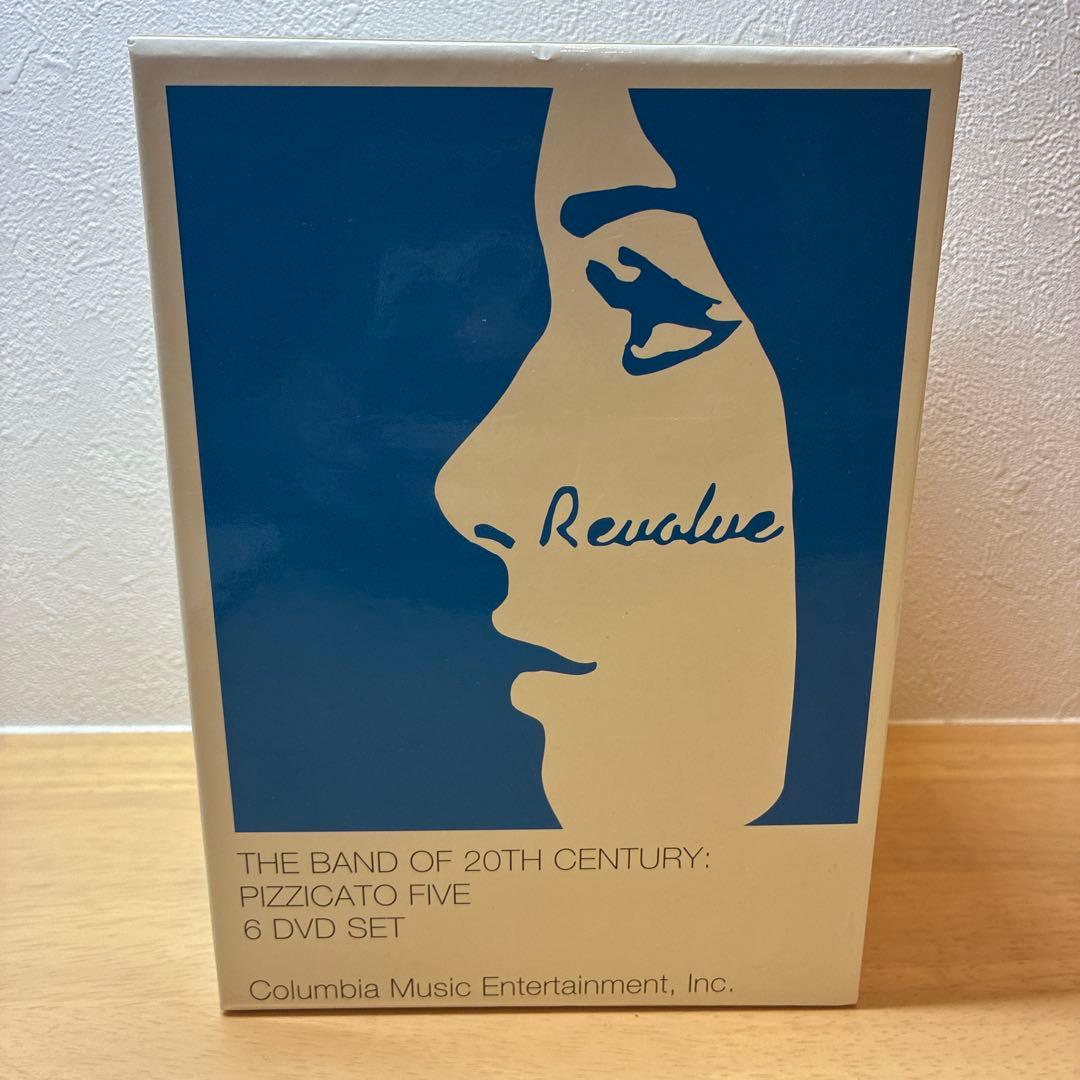 Revolve
THE BAND OF 20TH CENTURY:
PIZZICATO FIVE
6 DVD SET
Columbia Music Entertainment, Inc.